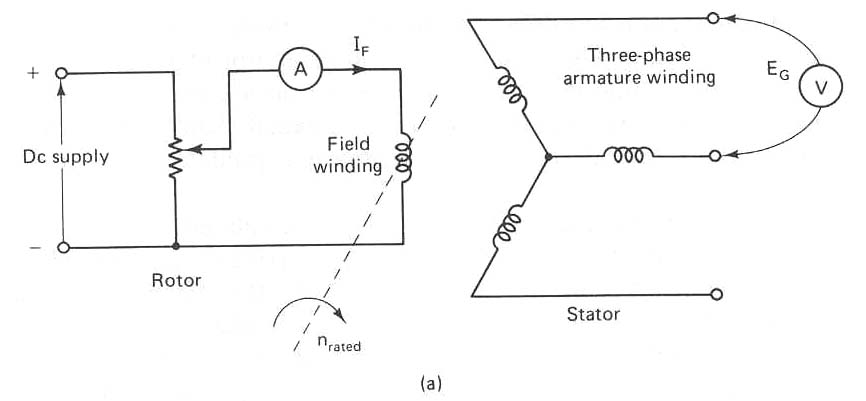 I_F
A
+
Dc supply
−
Field
winding
Rotor
n_rated
Three-phase
armature winding
E_G
V
Stator
(a)